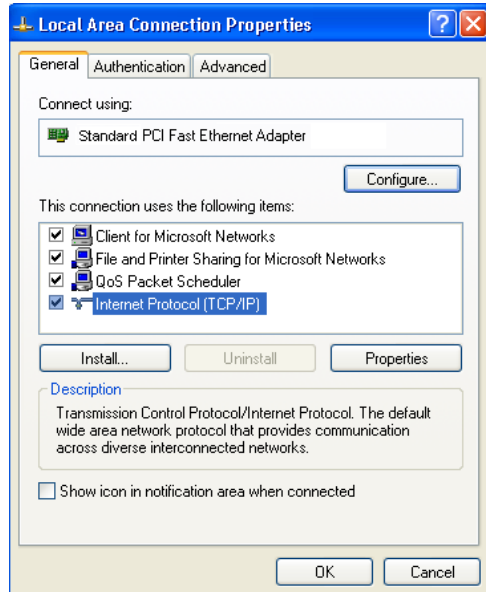 Local Area Connection Properties
General Authentication Advanced
Connect using:
Standard PCI Fast Ethernet Adapter
Configure...
This connection uses the following items:
Client for Microsoft Networks
File and Printer Sharing for Microsoft Networks
QoS Packet Scheduler
Internet Protocol (TCP/IP)
Install... Uninstall Properties
Description
Transmission Control Protocol/Internet Protocol. The default
wide area network protocol that provides communication
across diverse interconnected networks.
Show icon in notification area when connected
OK Cancel